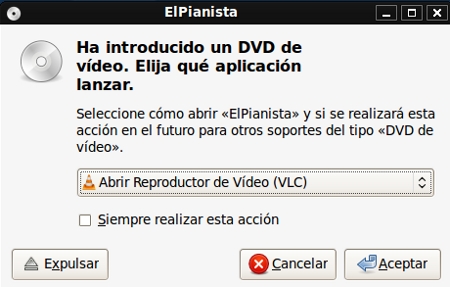 ElPianista
Ha introducido un DVD de
vídeo. Elija qué aplicación
lanzar.
Seleccione cómo abrir «ElPianista» y si se realizará esta
acción en el futuro para otros soportes del tipo «DVD de
vídeo».
Abrir Reproductor de Vídeo (VLC)
Siempre realizar esta acción
Expulsar
Cancelar
Aceptar